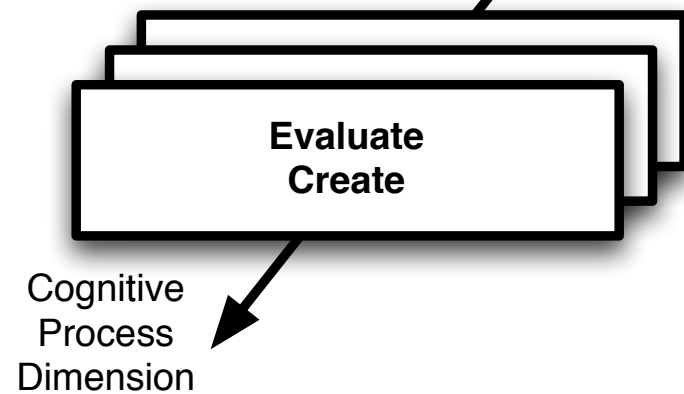 Evaluate
Create
Cognitive
Process
Dimension